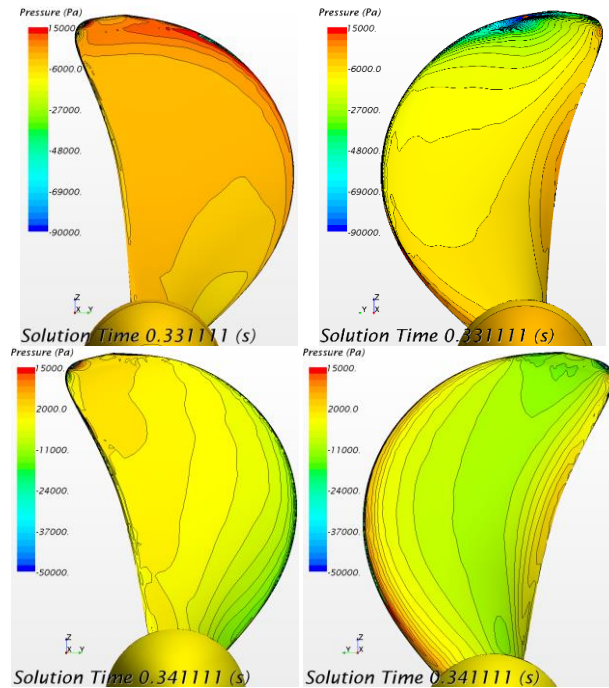 Pressure (Pa)
15000.
-6000.0
-27000.
-48000.
-69000.
-90000.
Z
X Y
Solution Time 0.331111 (s)
Pressure (Pa)
15000.
-6000.0
-27000.
-48000.
-69000.
-90000.
Z
Y X
Solution Time 0.331111 (s)
Pressure (Pa)
15000.
2000.0
-11000.
-24000.
-37000.
-50000.
Z
X Y
Solution Time 0.341111 (s)
Pressure (Pa)
15000.
2000.0
-11000.
-24000.
-37000.
-50000.
Z
Y X
Solution Time 0.341111 (s)